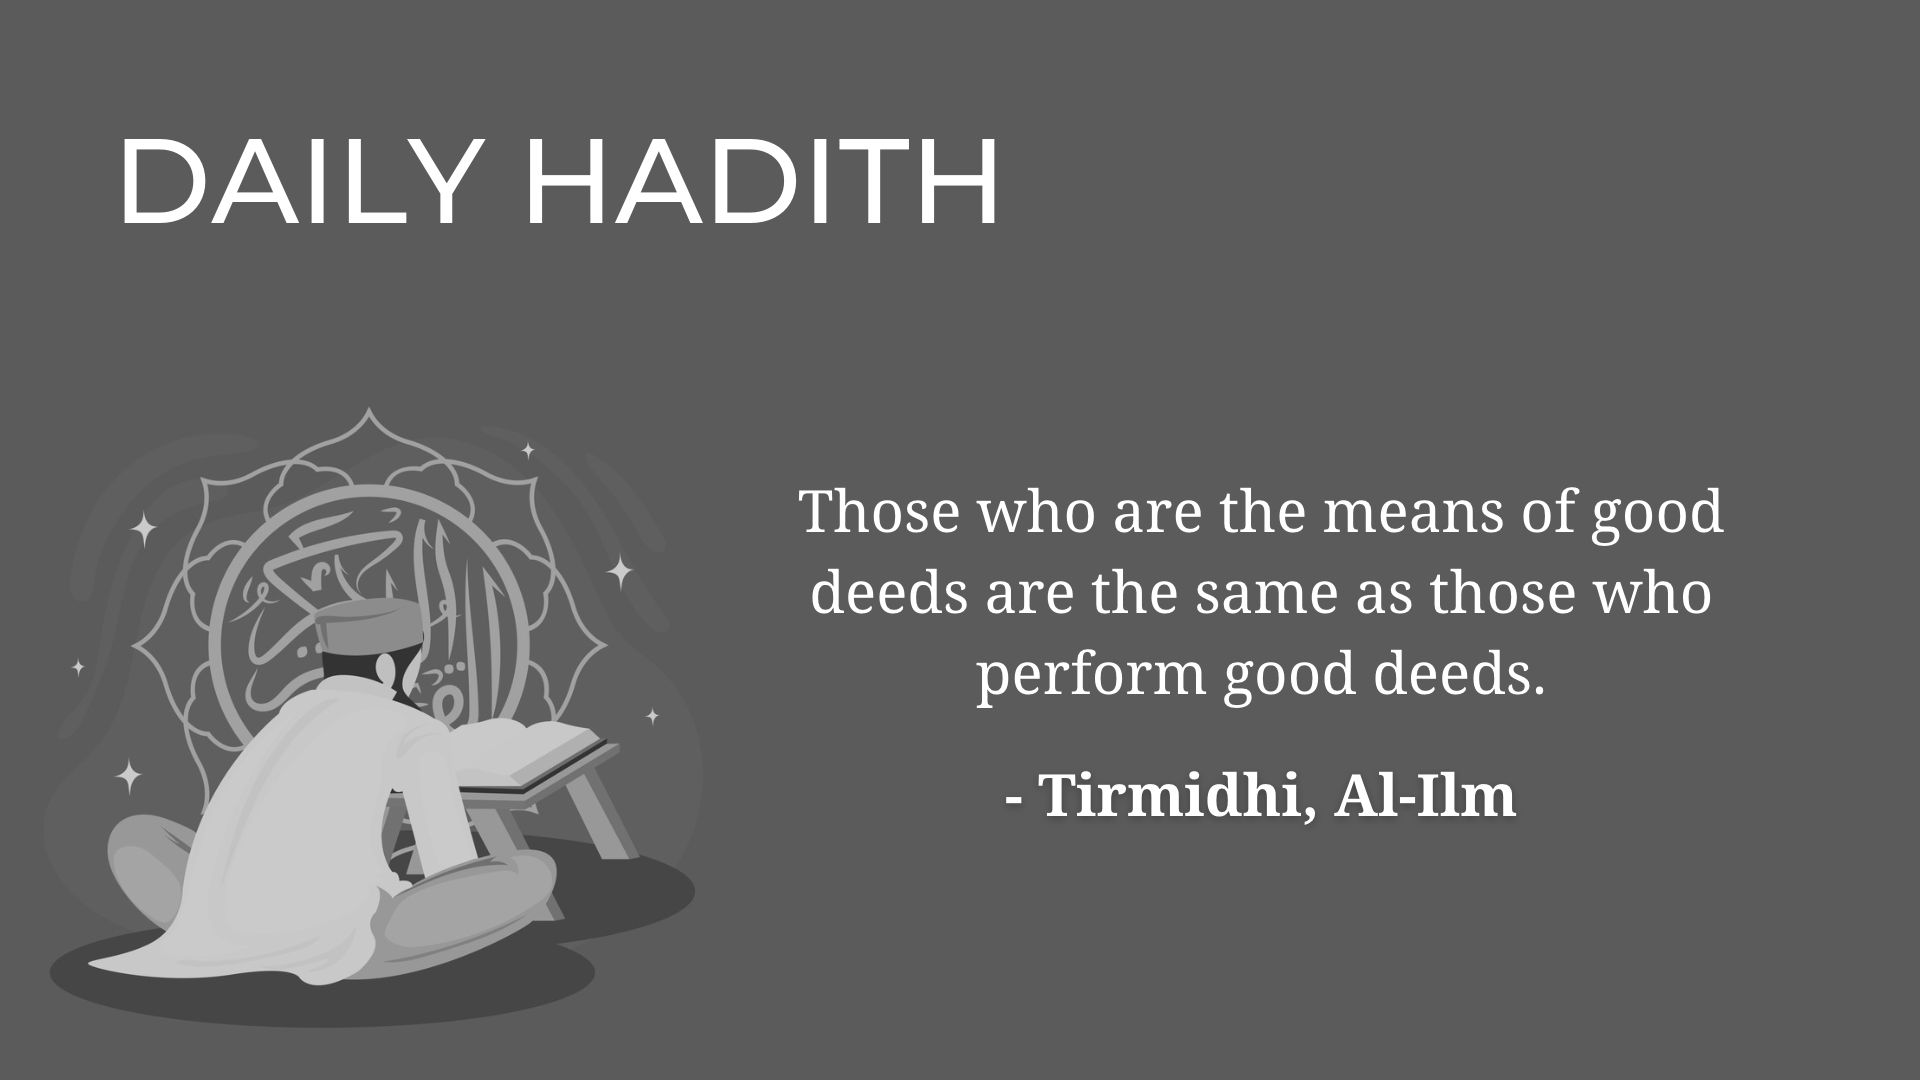 DAILY HADITH
Those who are the means of good
deeds are the same as those who
perform good deeds.
- Tirmidhi, Al-Ilm